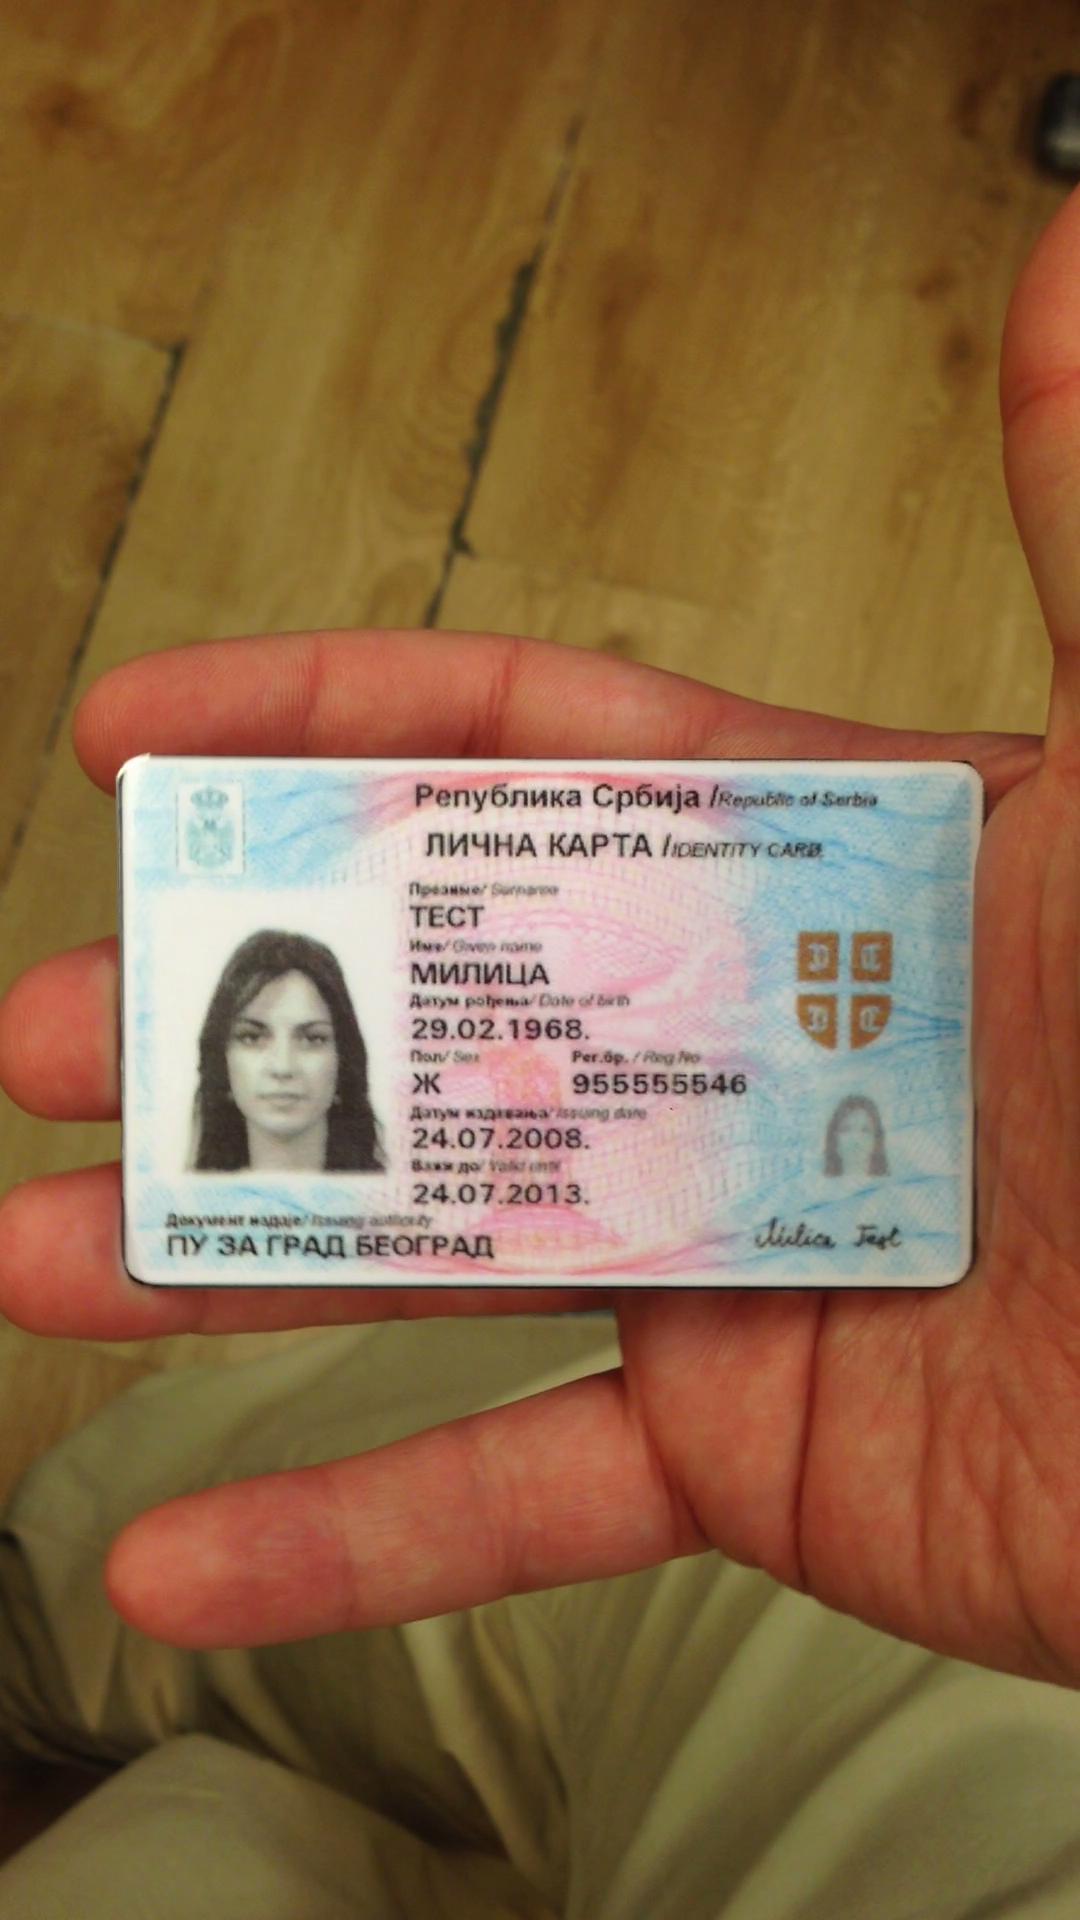 Република Србија /Republic of Serbia
ЛИЧНА КАРТА /IDENTITY CARD
Презиме/ Surname
ТЕСТ
Име/ Given name
МИЛИЦА
Датум рођења/ Date of birth
29.02.1968.
Пол/ Sex Рег.бр. / Reg No
Ж 955555546
Датум издавања/ Issuing date
24.07.2008.
Важи до/ Valid until
24.07.2013.
Документ издаје/ Issuing authority
ПУ ЗА ГРАД БЕОГРАД
Milica Test